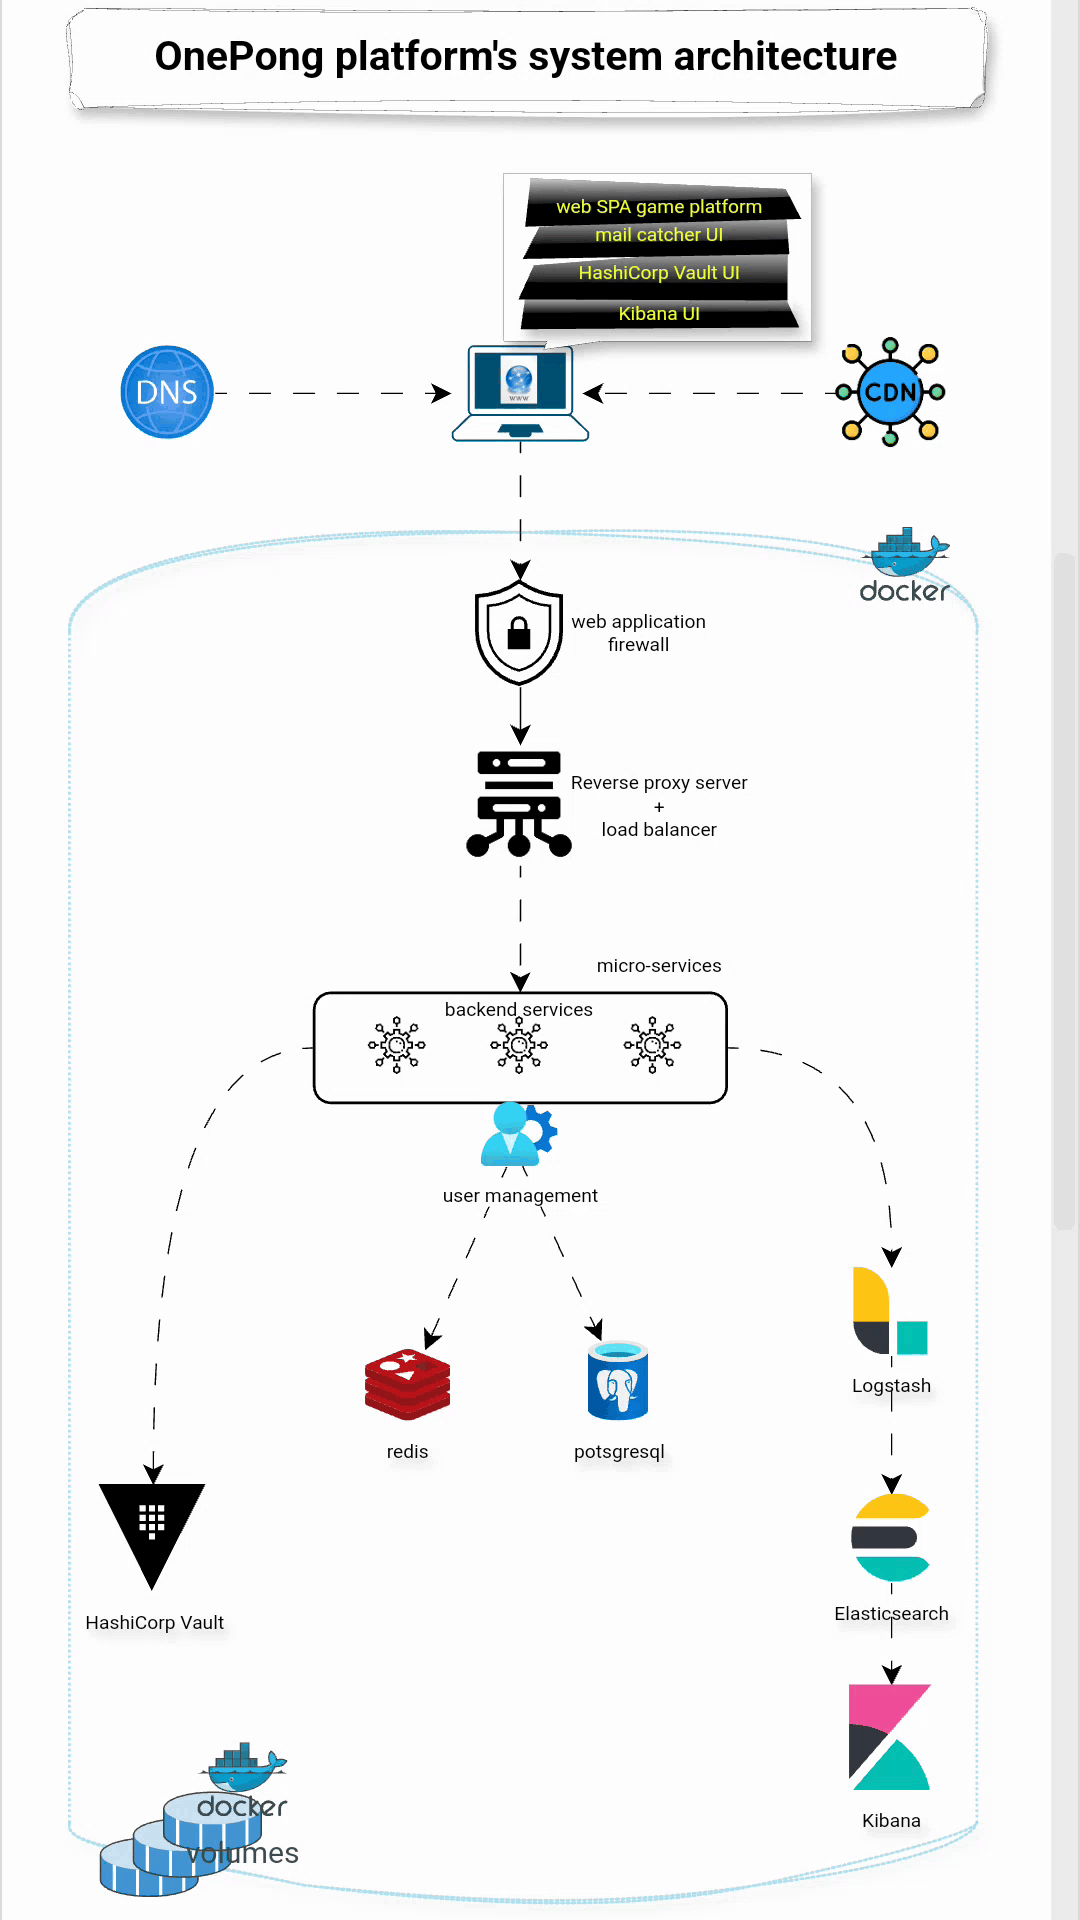 OnePong platform's system architecture
web SPA game platform
mail catcher UI
HashiCorp Vault UI
Kibana UI
DNS
www
CDN
docker
web application
firewall
Reverse proxy server
+
load balancer
micro-services
backend services
user management
redis
potsgresql
Logstash
HashiCorp Vault
Elasticsearch
Kibana
docker
volumes